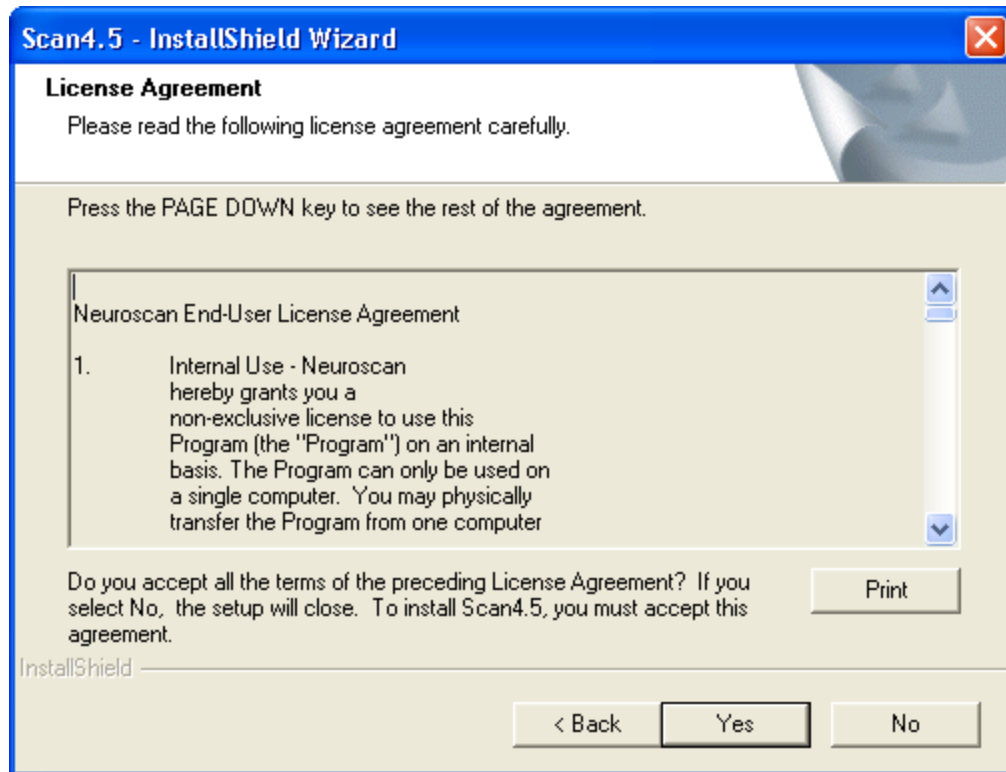 Scan4.5 - InstallShield Wizard
License Agreement
Please read the following license agreement carefully.
Press the PAGE DOWN key to see the rest of the agreement.
Neuroscan End-User License Agreement
1. Internal Use - Neuroscan
hereby grants you a
non-exclusive license to use this
Program (the "Program") on an internal
basis. The Program can only be used on
a single computer. You may physically
transfer the Program from one computer
Do you accept all the terms of the preceding License Agreement? If you
select No, the setup will close. To install Scan4.5, you must accept this
agreement.
Print
InstallShield
< Back
Yes
No